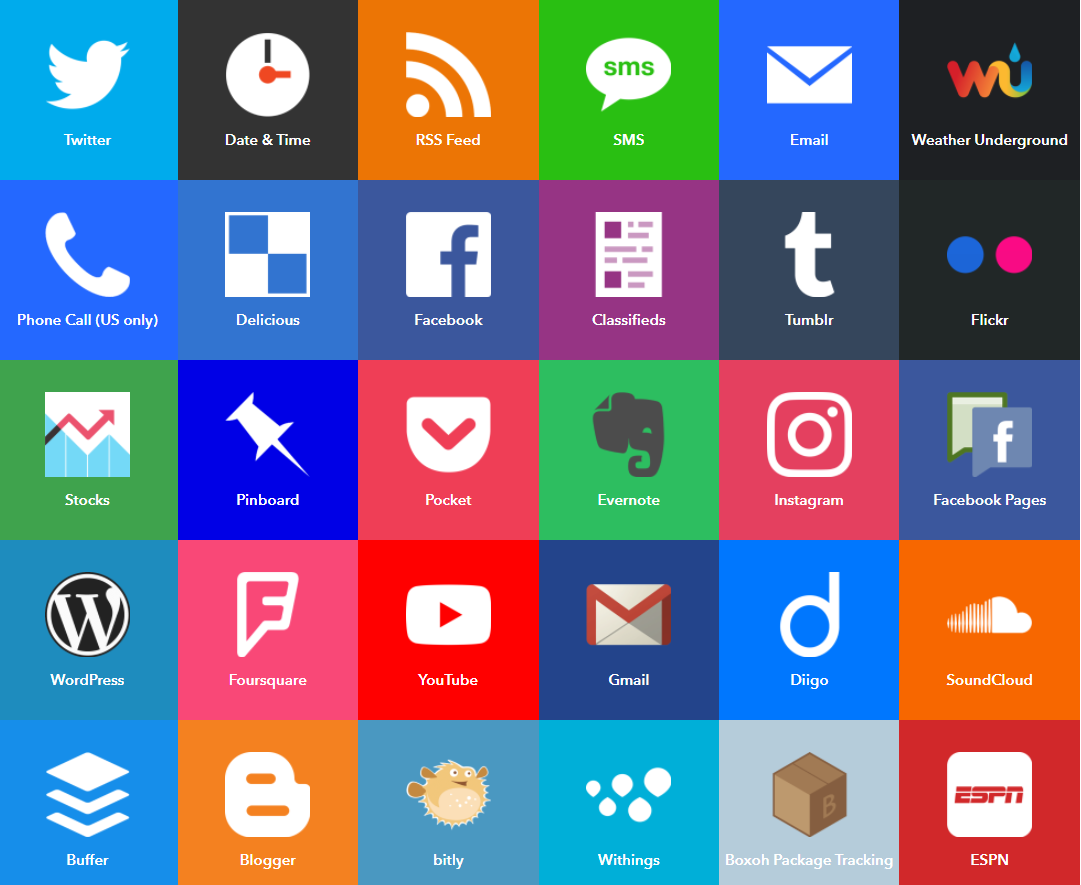 sms
Twitter
Date & Time
RSS Feed
SMS
Email
Weather Underground
Phone Call (US only)
Delicious
Facebook
Classifieds
Tumblr
Flickr
Stocks
Pinboard
Pocket
Evernote
Instagram
Facebook Pages
WordPress
Foursquare
YouTube
Gmail
Diigo
SoundCloud
B
ESPN
Buffer
Blogger
bitly
Withings
Boxoh Package Tracking
ESPN